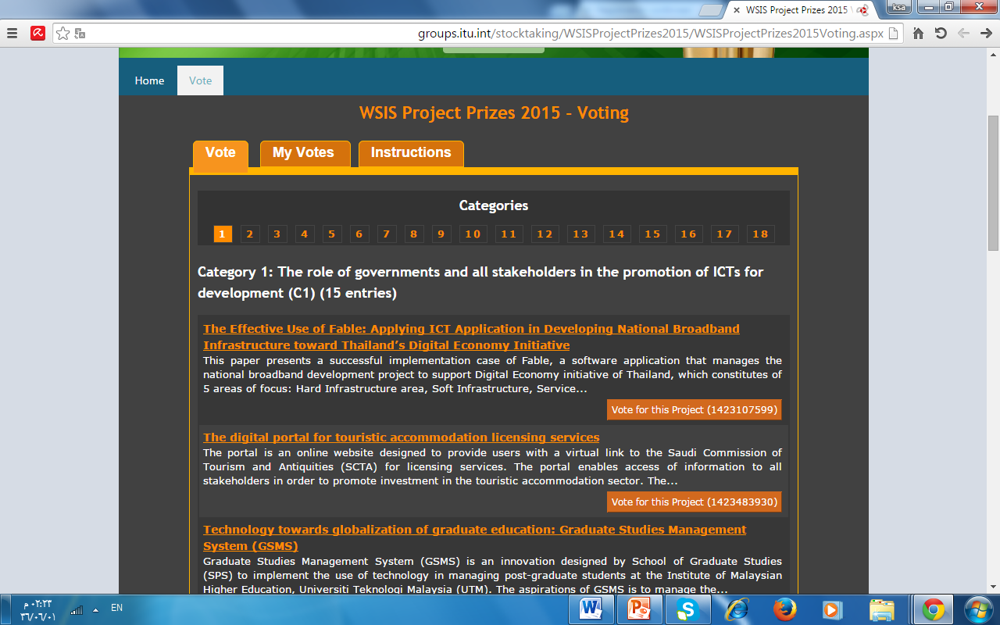 WSIS Project Prizes 2015
ksa
groups.itu.int/stocktaking/WSISProjectPrizes2015/WSISProjectPrizes2015Voting.aspx
Home
Vote
WSIS Project Prizes 2015 - Voting
Vote
My Votes
Instructions
Categories
1 2 3 4 5 6 7 8 9 10 11 12 13 14 15 16 17 18
Category 1: The role of governments and all stakeholders in the promotion of ICTs for
development (C1) (15 entries)
The Effective Use of Fable: Applying ICT Application in Developing National Broadband
Infrastructure toward Thailand’s Digital Economy Initiative
This paper presents a successful implementation case of Fable, a software application that manages the
national broadband development project to support Digital Economy initiative of Thailand, which constitutes of
5 areas of focus: Hard Infrastructure area, Soft Infrastructure, Service...
Vote for this Project (1423107599)
The digital portal for touristic accommodation licensing services
The portal is an online website designed to provide users with a virtual link to the Saudi Commission of
Tourism and Antiquities (SCTA) for licensing services. The portal enables access of information to all
stakeholders in order to promote investment in the touristic accommodation sector. The...
Vote for this Project (1423483930)
Technology towards globalization of graduate education: Graduate Studies Management
System (GSMS)
Graduate Studies Management System (GSMS) is an innovation designed by School of Graduate Studies
(SPS) to implement the use of technology in managing post-graduate students at the Institute of Malaysian
Higher Education, Universiti Teknologi Malaysia (UTM). The aspirations of GSMS is to manage the...
٠٢:٢٣ م
٣٦/٠٦/٠١
EN